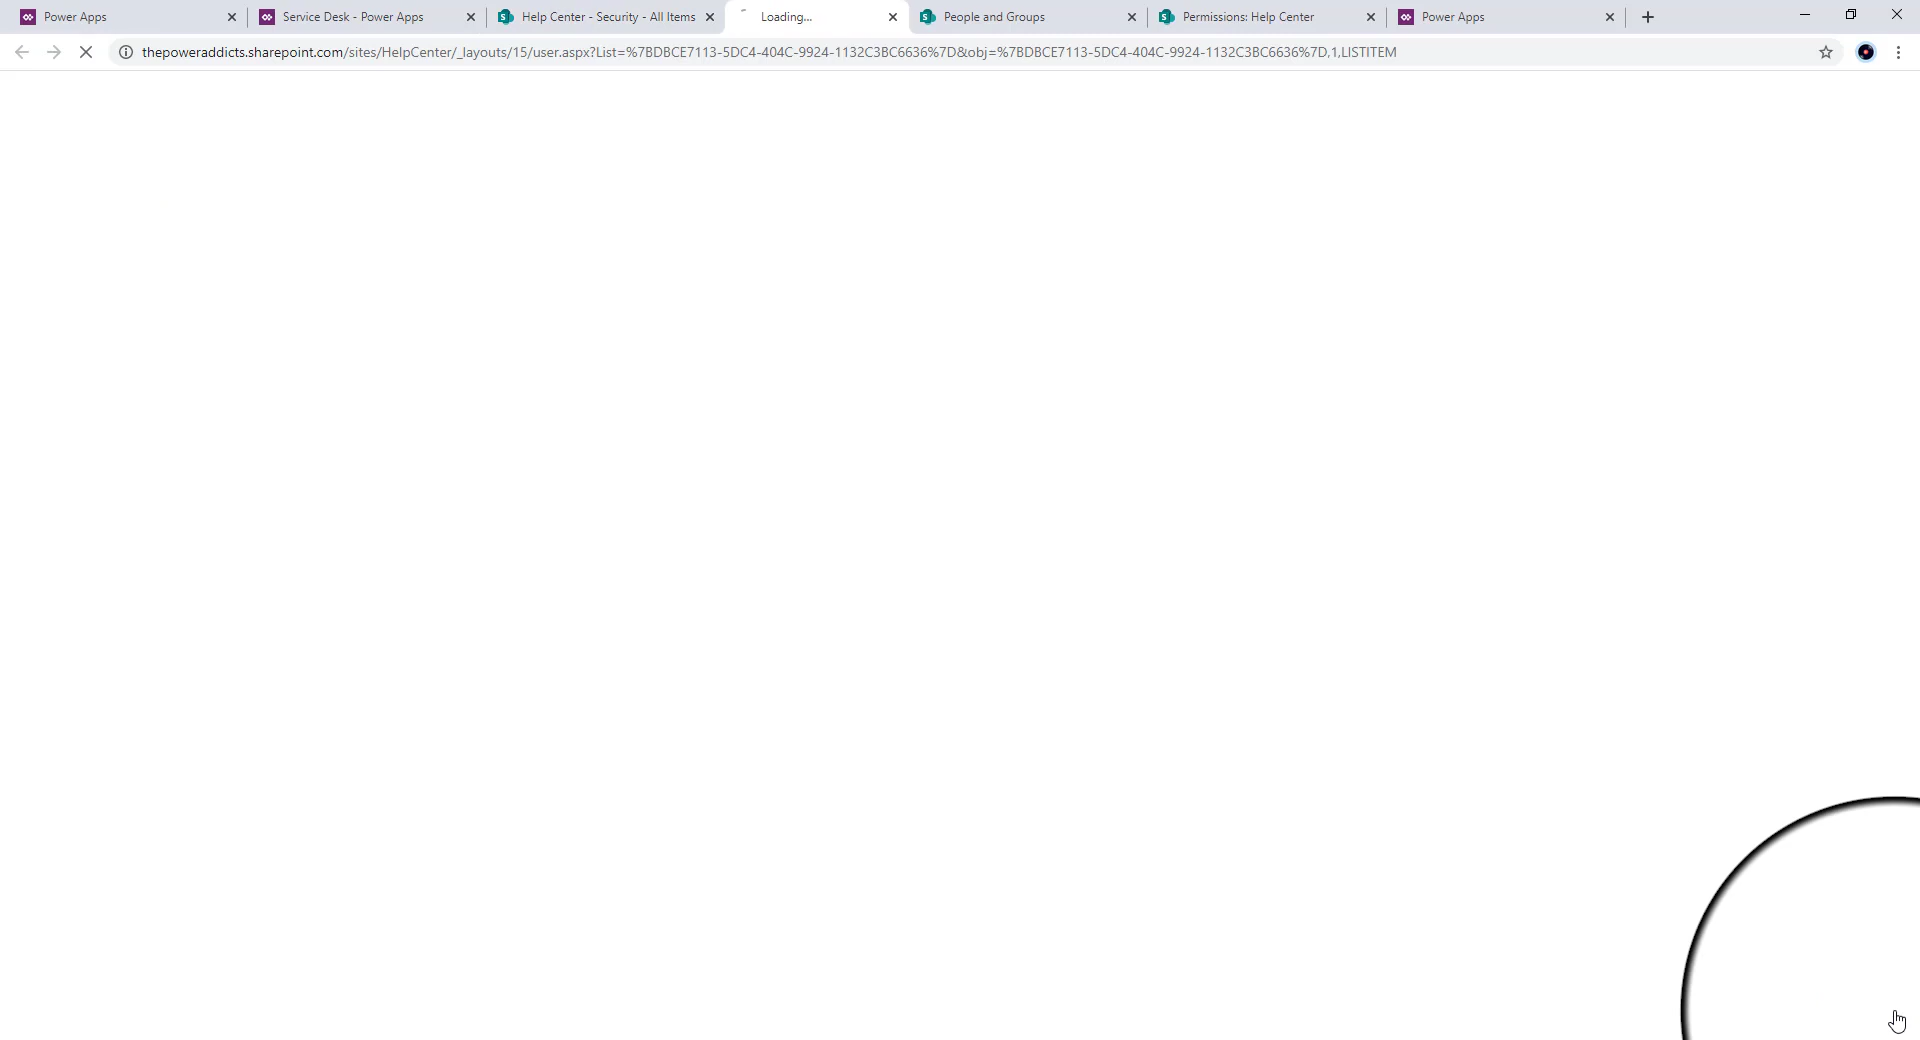 Power Apps
Service Desk - Power Apps
Help Center - Security - All Items
Loading...
People and Groups
Permissions: Help Center
Power Apps
thepoweraddicts.sharepoint.com/sites/HelpCenter/_layouts/15/user.aspx?List=%7BDBCE7113-5DC4-404C-9924-1132C3BC6636%7D&obj=%7BDBCE7113-5DC4-404C-9924-1132C3BC6636%7D,1,LISTITEM